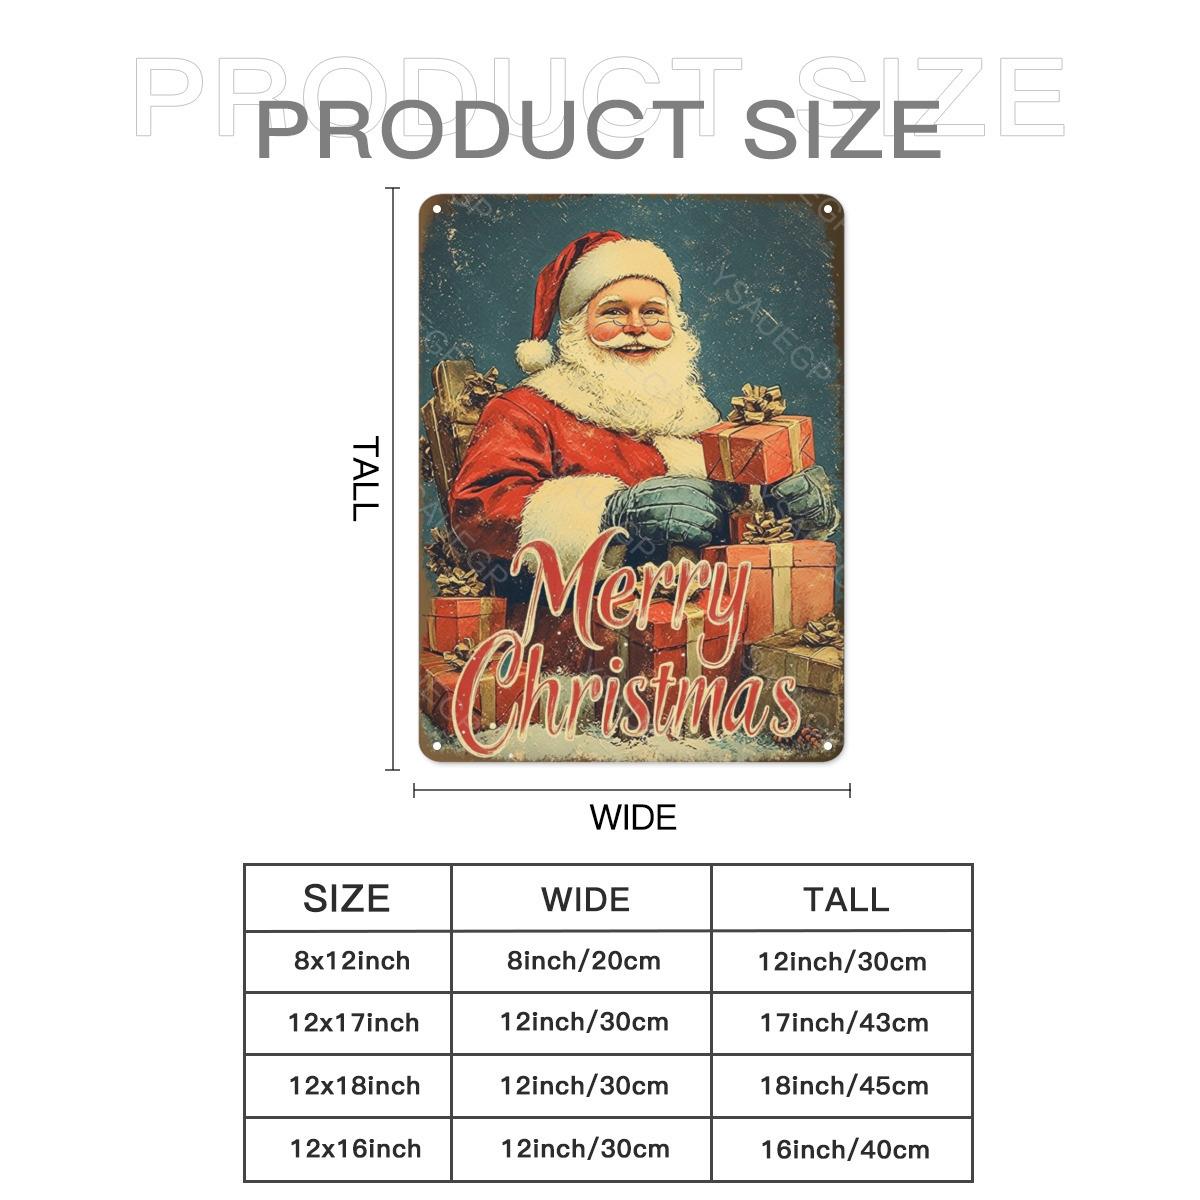 PRODUCT SIZE
PRODUCT SIZE
TALL
YSAUEGP
Merry
Christmas
WIDE
SIZE WIDE TALL
8x12inch 8inch/20cm 12inch/30cm
12x17inch 12inch/30cm 17inch/43cm
12x18inch 12inch/30cm 18inch/45cm
12x16inch 12inch/30cm 16inch/40cm